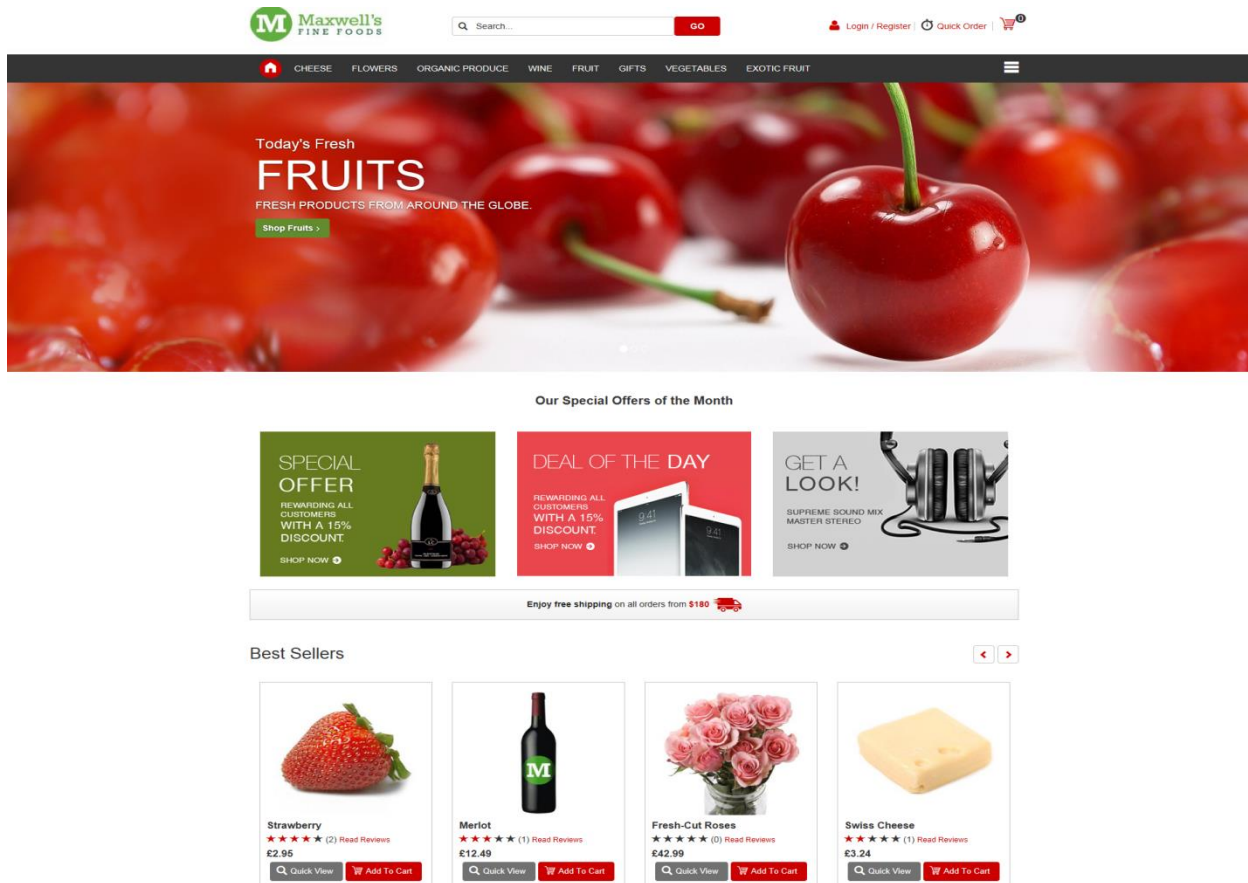 M Maxwell's
FINE FOODS
Search...
GO
Login / Register
Quick Order
0
CHEESE
FLOWERS
ORGANIC PRODUCE
WINE
FRUIT
GIFTS
VEGETABLES
EXOTIC FRUIT
Today's Fresh
FRUITS
FRESH PRODUCTS FROM AROUND THE GLOBE.
Shop Fruits >
Our Special Offers of the Month
SPECIAL
OFFER
REWARDING ALL
CUSTOMERS
WITH A 15%
DISCOUNT.
SHOP NOW
DEAL OF THE DAY
REWARDING ALL
CUSTOMERS
WITH A 15%
DISCOUNT.
SHOP NOW
9:41
9:41
GET A
LOOK!
SUPREME SOUND MIX
MASTER STEREO
SHOP NOW
Enjoy free shipping on all orders from $180
Best Sellers
M
Strawberry
(2) Read Reviews
£2.95
Quick View
Add To Cart
Merlot
(1) Read Reviews
£12.49
Quick View
Add To Cart
Fresh-Cut Roses
(0) Read Reviews
£42.99
Quick View
Add To Cart
Swiss Cheese
(1) Read Reviews
£3.24
Quick View
Add To Cart